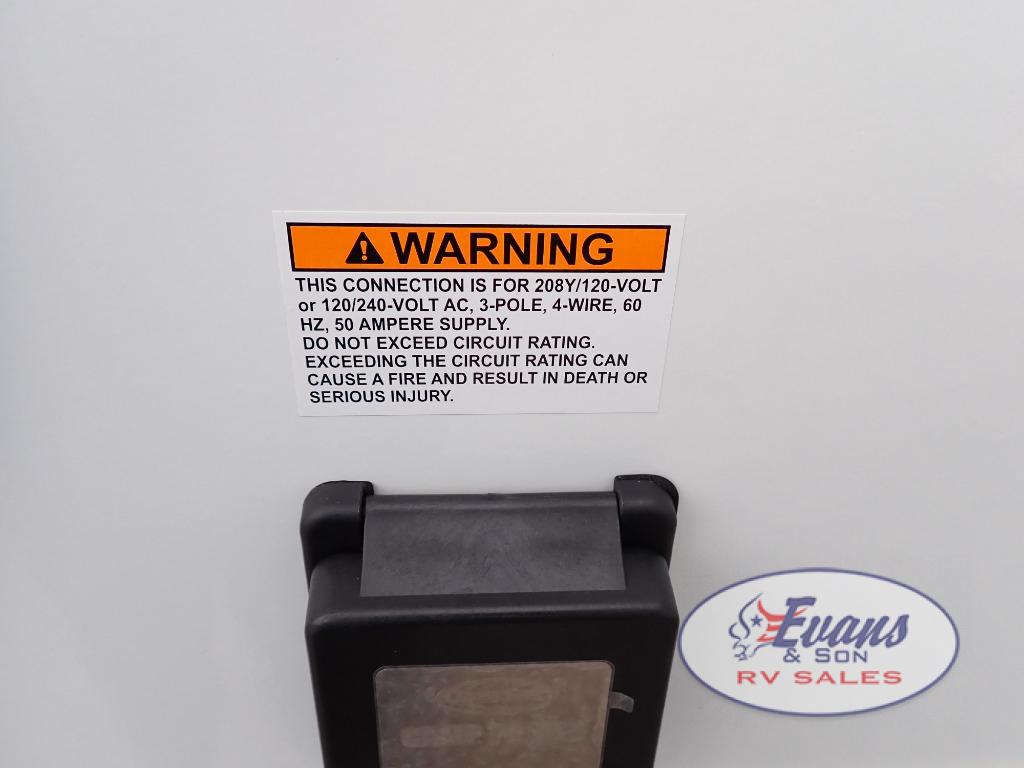 WARNING
THIS CONNECTION IS FOR 208Y/120-VOLT
or 120/240-VOLT AC, 3-POLE, 4-WIRE, 60
HZ, 50 AMPERE SUPPLY.
DO NOT EXCEED CIRCUIT RATING.
EXCEEDING THE CIRCUIT RATING CAN
CAUSE A FIRE AND RESULT IN DEATH OR
SERIOUS INJURY.
Evans
& SON
RV SALES